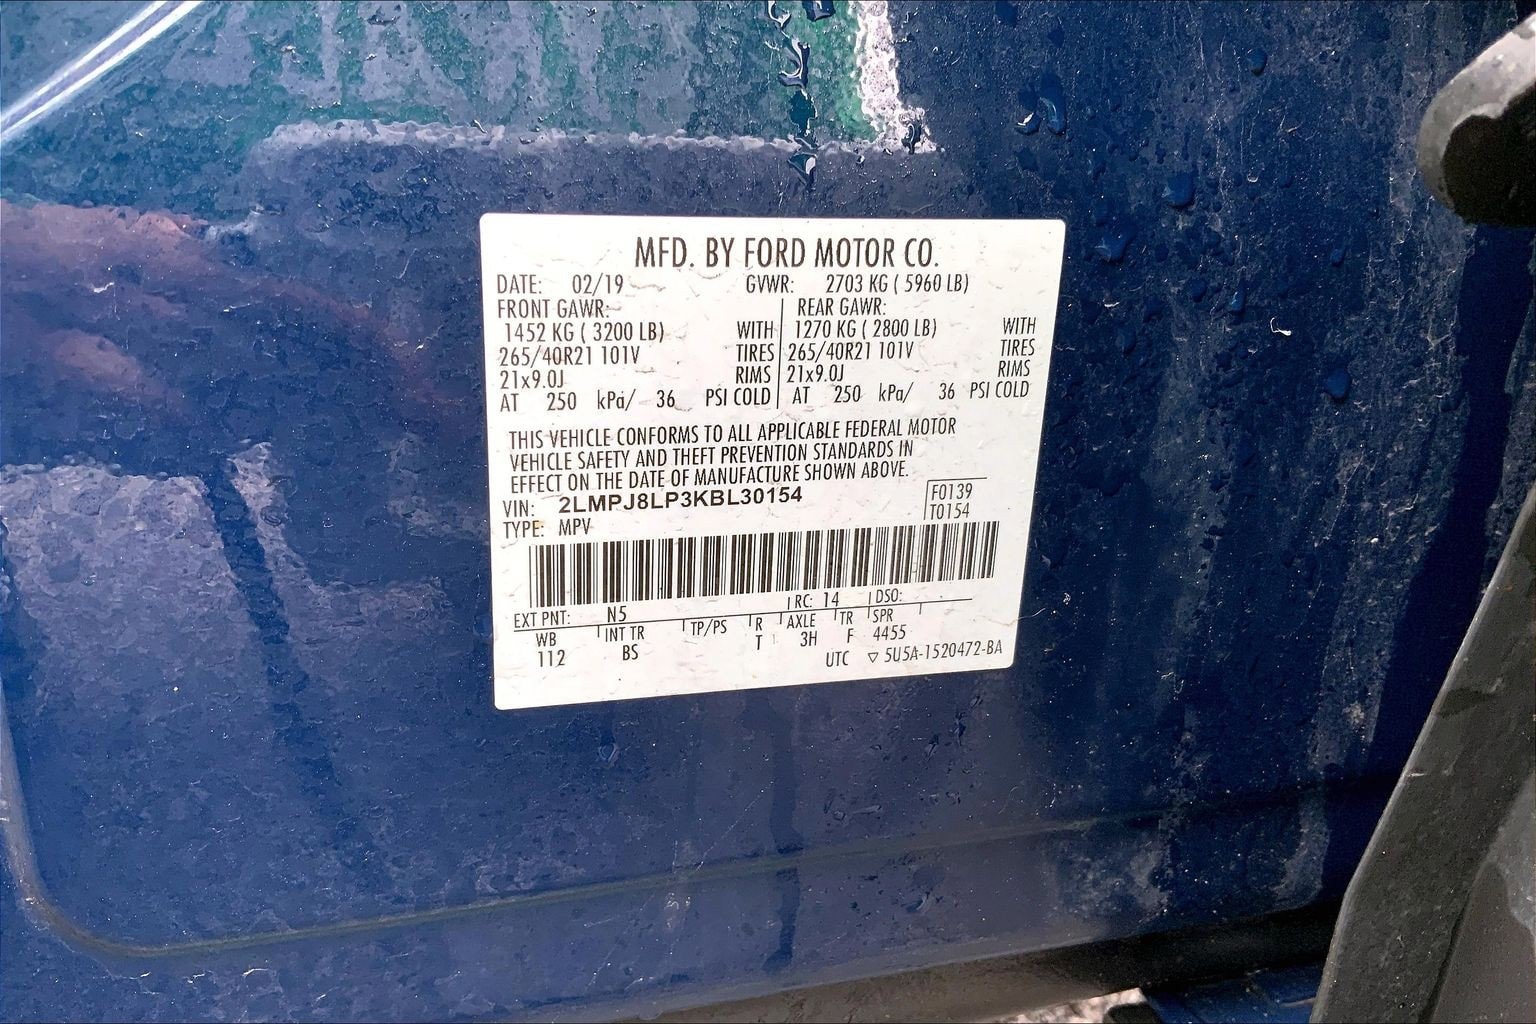 MFD. BY FORD MOTOR CO.
DATE: 02/19 GVWR: 2703 KG ( 5960 LB)
FRONT GAWR: REAR GAWR:
1452 KG ( 3200 LB) WITH 1270 KG ( 2800 LB) WITH
265/40R21 101V TIRES 265/40R21 101V TIRES
21x9.0J RIMS 21x9.0J RIMS
AT 250 kPa/ 36 PSI COLD AT 250 kPa/ 36 PSI COLD
THIS VEHICLE CONFORMS TO ALL APPLICABLE FEDERAL MOTOR
VEHICLE SAFETY AND THEFT PREVENTION STANDARDS IN
EFFECT ON THE DATE OF MANUFACTURE SHOWN ABOVE.
VIN: 2LMPJ8LP3KBL30154 F0139
TYPE: MPV T0154
EXT PNT: N5 RC: 14 DSO:
WB INT TR TP/PS R AXLE TR SPR
112 BS T 3H F 4455
UTC ▽ 5U5A-1520472-BA